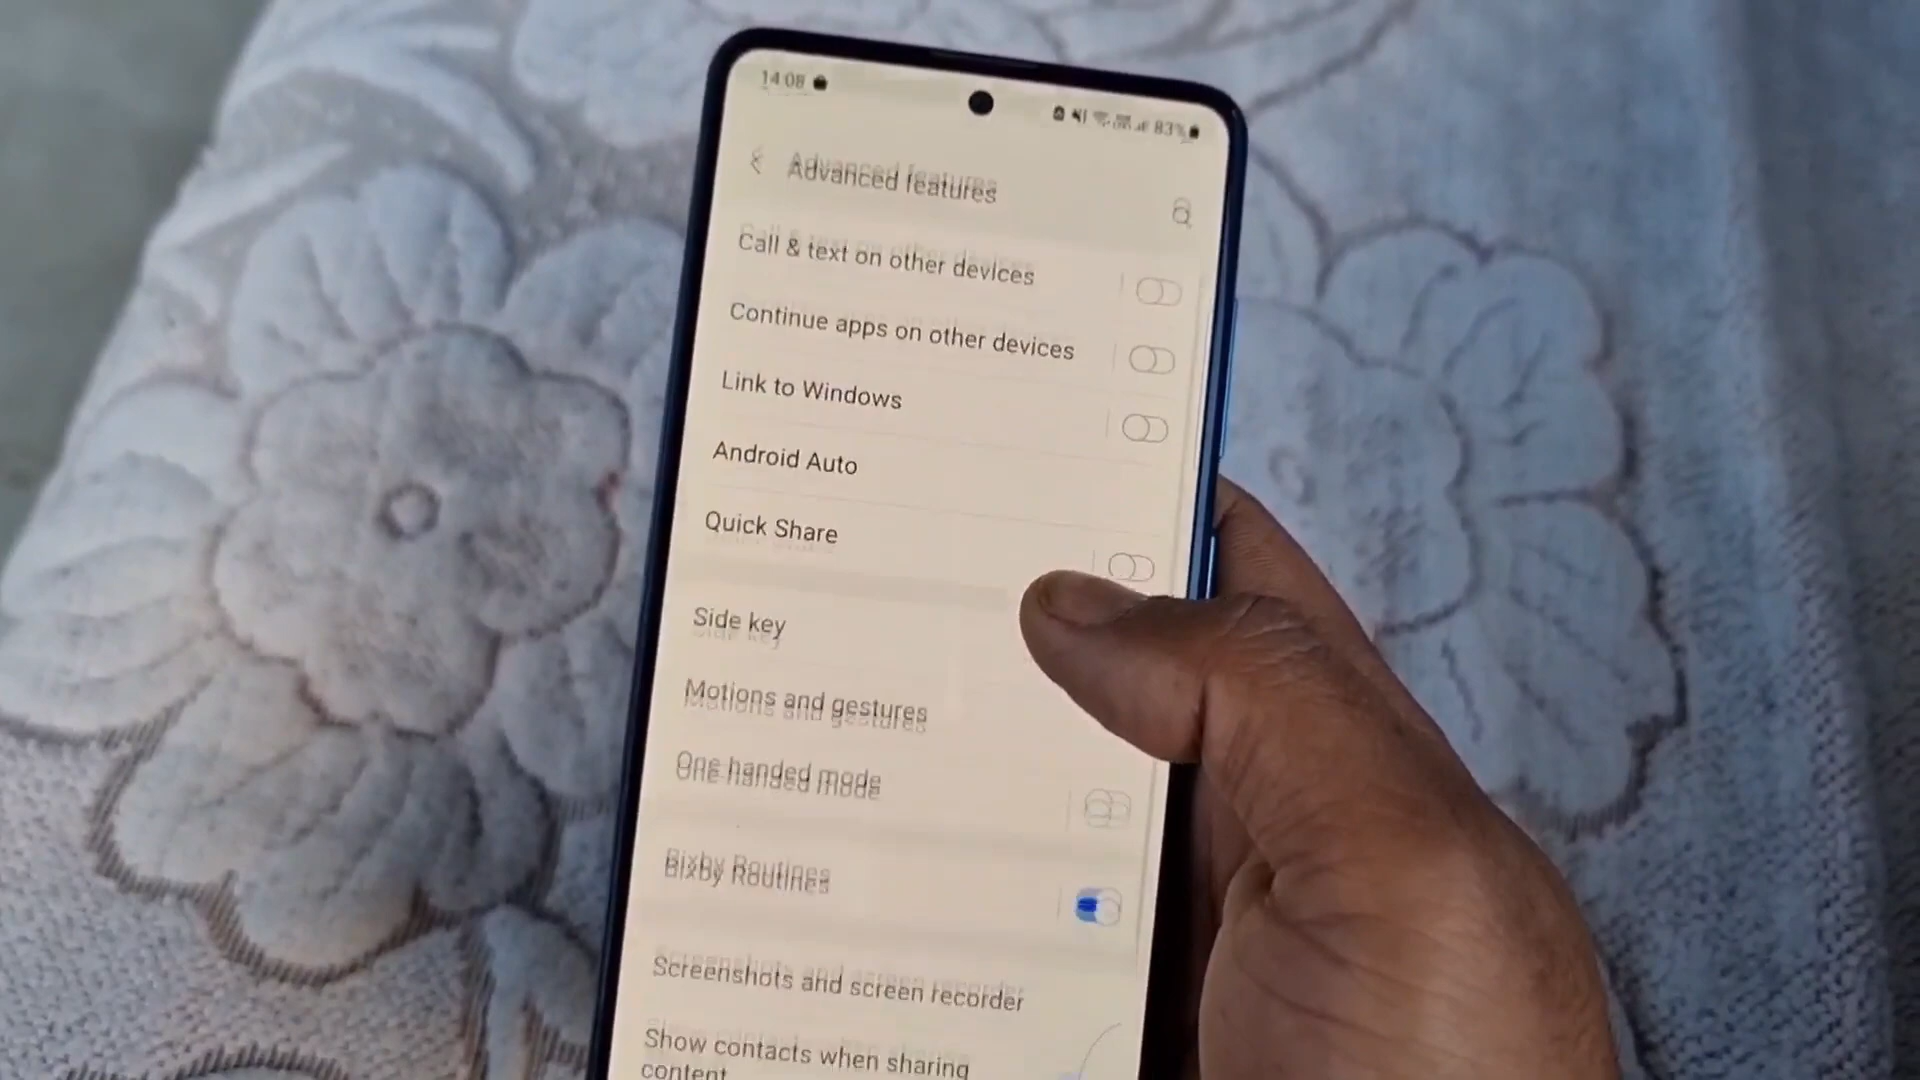 14:08
83%
Advanced features
Call & text on other devices
Continue apps on other devices
Link to Windows
Android Auto
Quick Share
Side key
Motions and gestures
One-handed mode
Bixby Routines
Screenshots and screen recorder
Show contacts when sharing
content